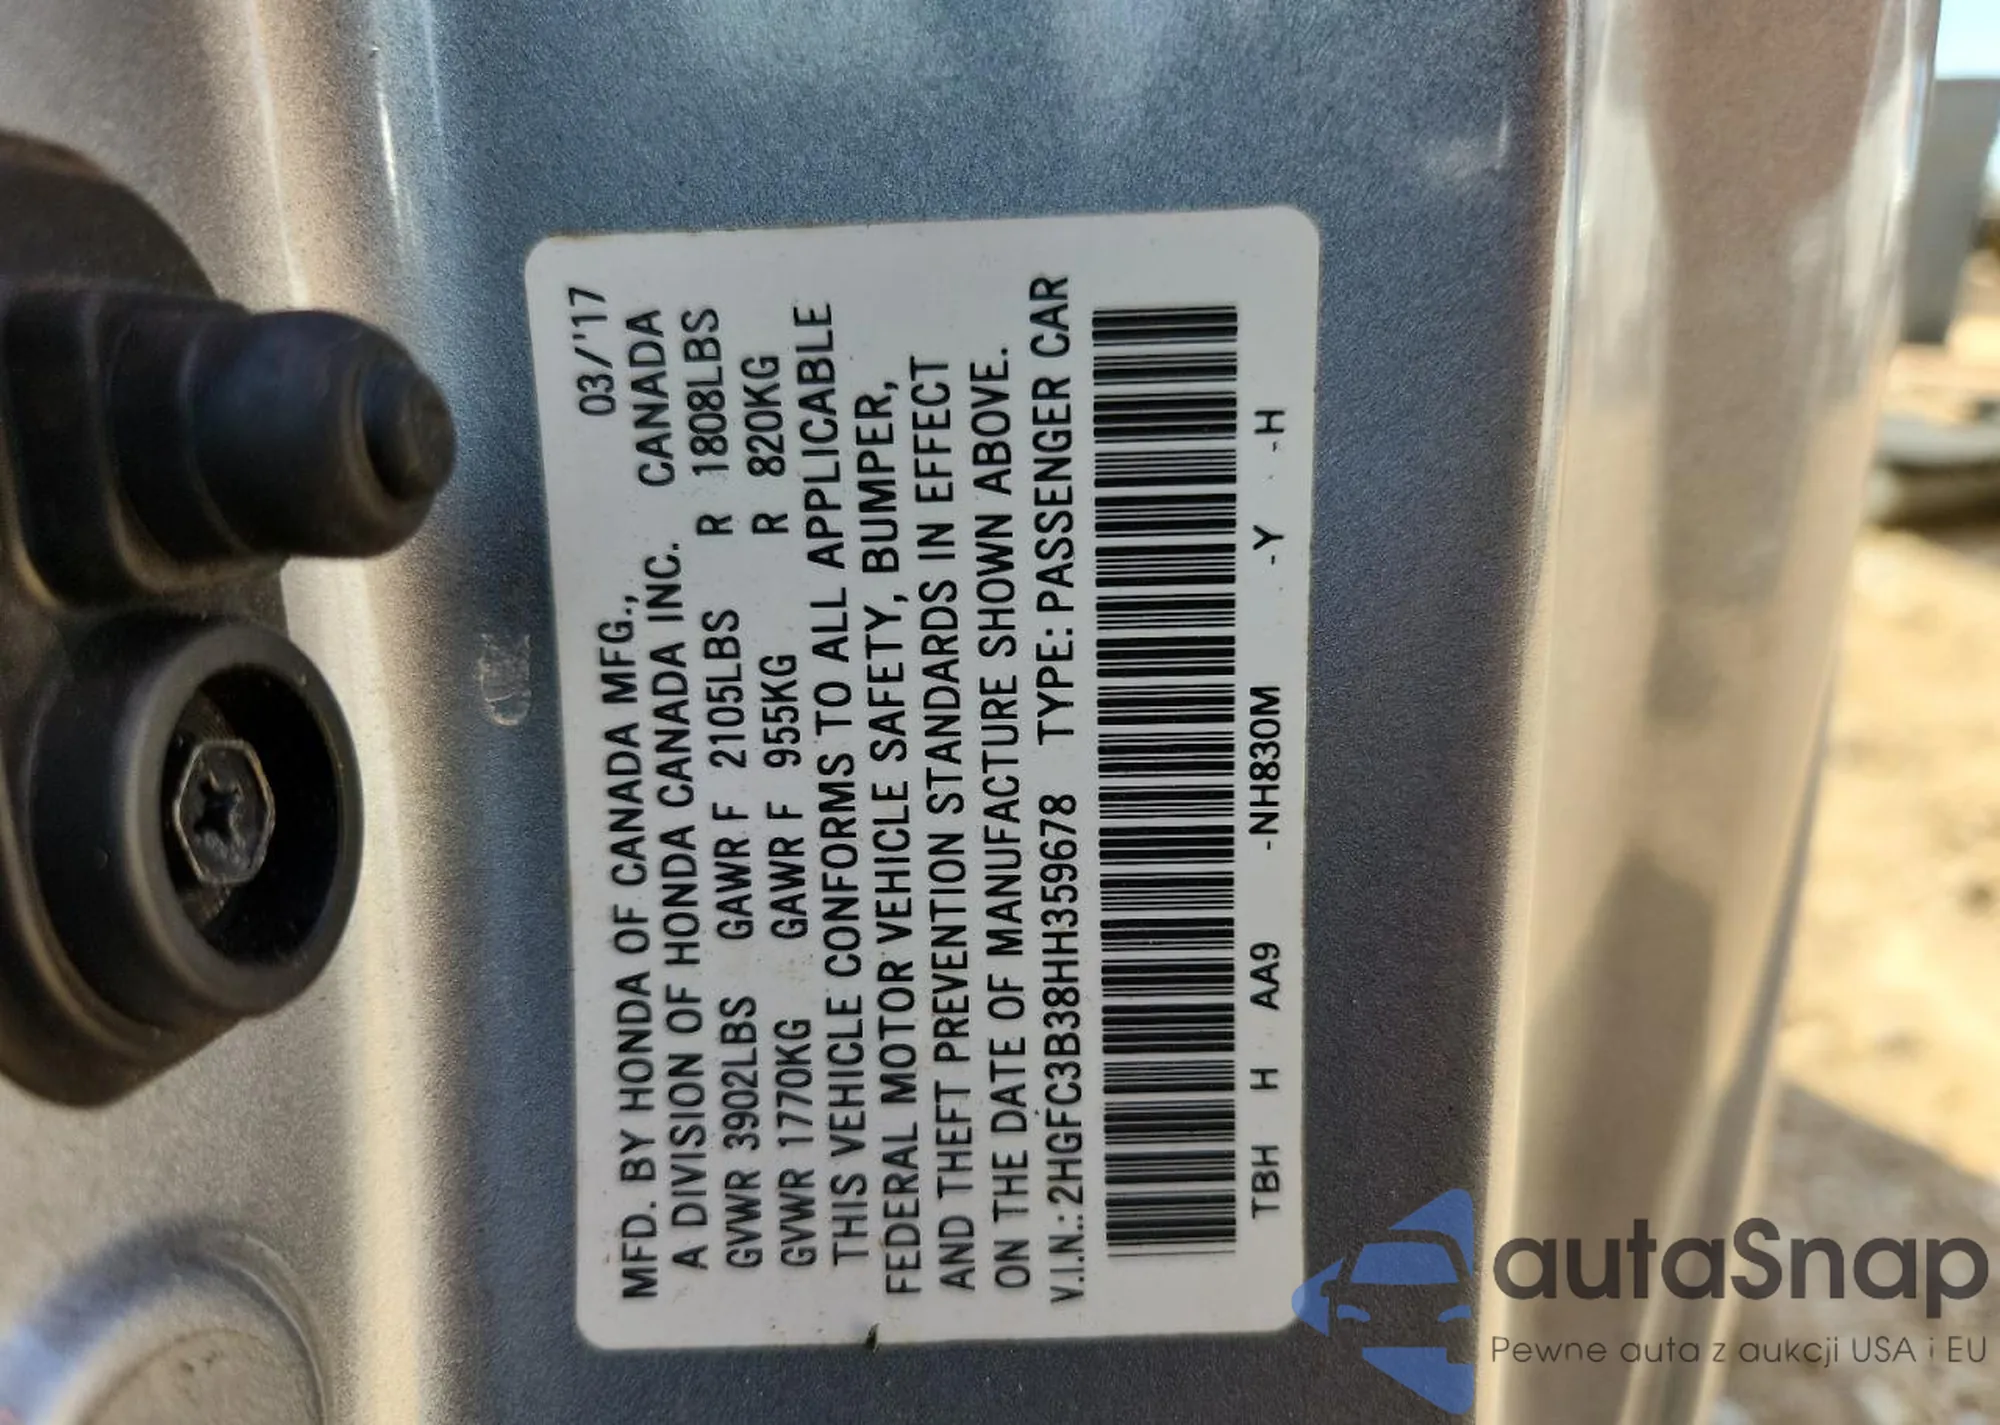 03/'17
MFD. BY HONDA OF CANADA MFG., CANADA
A DIVISION OF HONDA CANADA INC.
GVWR 3902LBS GAWR F 2105LBS R 1808LBS
GVWR 1770KG GAWR F 955KG R 820KG
THIS VEHICLE CONFORMS TO ALL APPLICABLE
FEDERAL MOTOR VEHICLE SAFETY, BUMPER,
AND THEFT PREVENTION STANDARDS IN EFFECT
ON THE DATE OF MANUFACTURE SHOWN ABOVE.
V.I.N.: 2HGFC3B38HH359678 TYPE: PASSENGER CAR
TBH H AA9 -NH830M -Y -H
autaSnap
Pewne auta z aukcji USA i EU